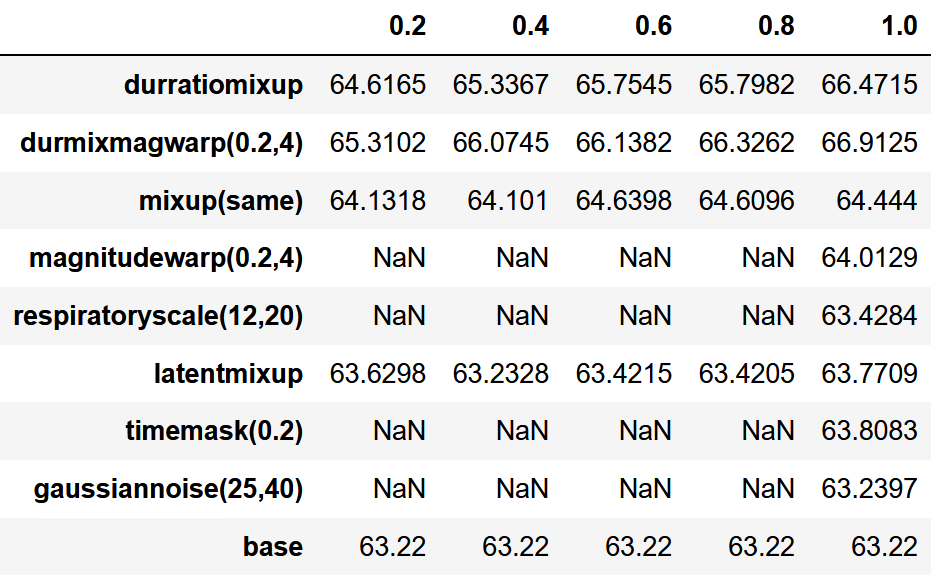 0.2 0.4 0.6 0.8 1.0
durratiomixup 64.6165 65.3367 65.7545 65.7982 66.4715
durmixmagwarp(0.2,4) 65.3102 66.0745 66.1382 66.3262 66.9125
mixup(same) 64.1318 64.101 64.6398 64.6096 64.444
magnitudewarp(0.2,4) NaN NaN NaN NaN 64.0129
respiratoryscale(12,20) NaN NaN NaN NaN 63.4284
latentmixup 63.6298 63.2328 63.4215 63.4205 63.7709
timemask(0.2) NaN NaN NaN NaN 63.8083
gaussiannoise(25,40) NaN NaN NaN NaN 63.2397
base 63.22 63.22 63.22 63.22 63.22